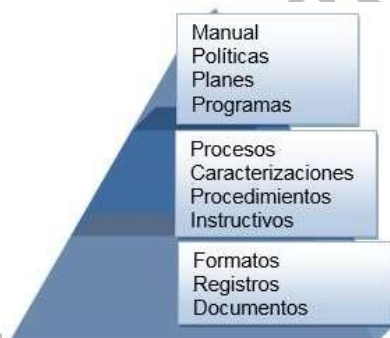 Manual
Políticas
Planes
Programas
Procesos
Caracterizaciones
Procedimientos
Instructivos
Formatos
Registros
Documentos